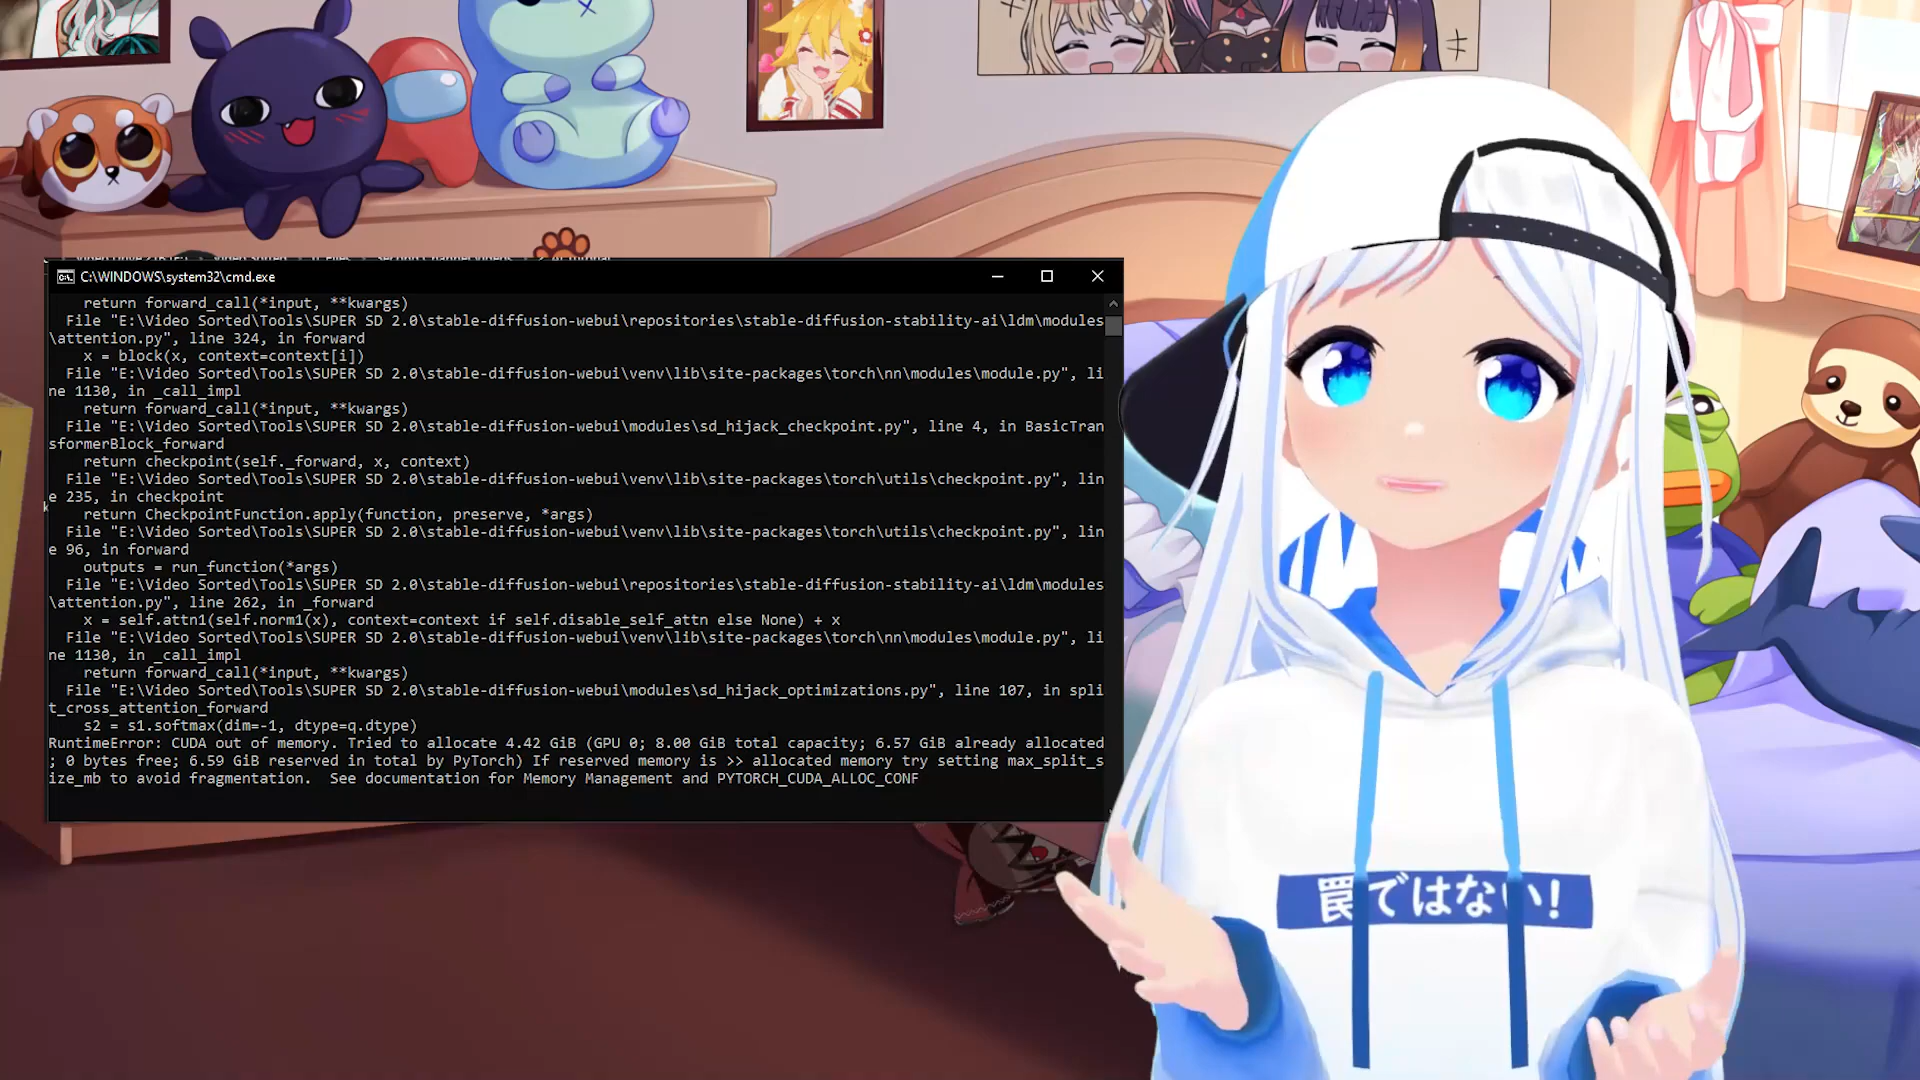 C:\WINDOWS\system32\cmd.exe
return forward_call(*input, **kwargs)
File "E:\Video Sorted\Tools\SUPER SD 2.0\stable-diffusion-webui\repositories\stable-diffusion-stability-ai\ldm\modules
\attention.py", line 324, in forward
x = block(x, context=context[i])
File "E:\Video Sorted\Tools\SUPER SD 2.0\stable-diffusion-webui\venv\lib\site-packages\torch\nn\modules\module.py", li
ne 1130, in _call_impl
return forward_call(*input, **kwargs)
File "E:\Video Sorted\Tools\SUPER SD 2.0\stable-diffusion-webui\modules\sd_hijack_checkpoint.py", line 4, in BasicTran
sformerBlock_forward
return checkpoint(self._forward, x, context)
File "E:\Video Sorted\Tools\SUPER SD 2.0\stable-diffusion-webui\venv\lib\site-packages\torch\utils\checkpoint.py", lin
e 235, in checkpoint
return CheckpointFunction.apply(function, preserve, *args)
File "E:\Video Sorted\Tools\SUPER SD 2.0\stable-diffusion-webui\venv\lib\site-packages\torch\utils\checkpoint.py", lin
e 96, in forward
outputs = run_function(*args)
File "E:\Video Sorted\Tools\SUPER SD 2.0\stable-diffusion-webui\repositories\stable-diffusion-stability-ai\ldm\modules
\attention.py", line 262, in _forward
x = self.attn1(self.norm1(x), context=context if self.disable_self_attn else None) + x
File "E:\Video Sorted\Tools\SUPER SD 2.0\stable-diffusion-webui\venv\lib\site-packages\torch\nn\modules\module.py", li
ne 1130, in _call_impl
return forward_call(*input, **kwargs)
File "E:\Video Sorted\Tools\SUPER SD 2.0\stable-diffusion-webui\modules\sd_hijack_optimizations.py", line 107, in spli
t_cross_attention_forward
s2 = s1.softmax(dim=-1, dtype=q.dtype)
RuntimeError: CUDA out of memory. Tried to allocate 4.42 GiB (GPU 0; 8.00 GiB total capacity; 6.57 GiB already allocated
; 0 bytes free; 6.59 GiB reserved in total by PyTorch) If reserved memory is >> allocated memory try setting max_split_s
ize_mb to avoid fragmentation.  See documentation for Memory Management and PYTORCH_CUDA_ALLOC_CONF
罠ではない!